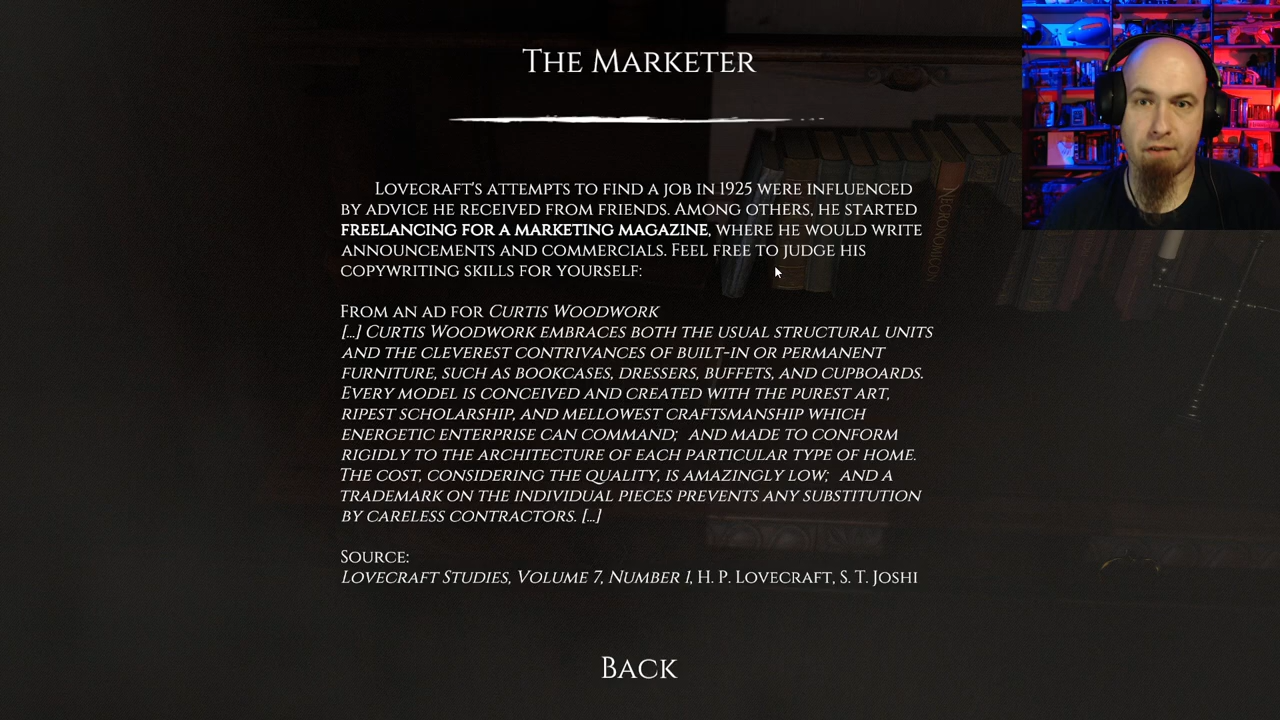 The Marketer
Lovecraft's attempts to find a job in 1925 were influenced
by advice he received from friends. Among others, he started
freelancing for a marketing magazine, where he would write
announcements and commercials. Feel free to judge his
copywriting skills for yourself:
From an ad for Curtis Woodwork
[...] Curtis Woodwork embraces both the usual structural units
and the cleverest contrivances of built-in or permanent
furniture, such as bookcases, dressers, buffets, and cupboards.
Every model is conceived and created with the purest art,
ripest scholarship, and mellowest craftsmanship which
energetic enterprise can command; and made to conform
rigidly to the architecture of each particular type of home.
The cost, considering the quality, is amazingly low; and a
trademark on the individual pieces prevents any substitution
by careless contractors. [...]
Source:
Lovecraft Studies, Volume 7, Number 1, H. P. Lovecraft, S. T. Joshi
Back
Necronomicon